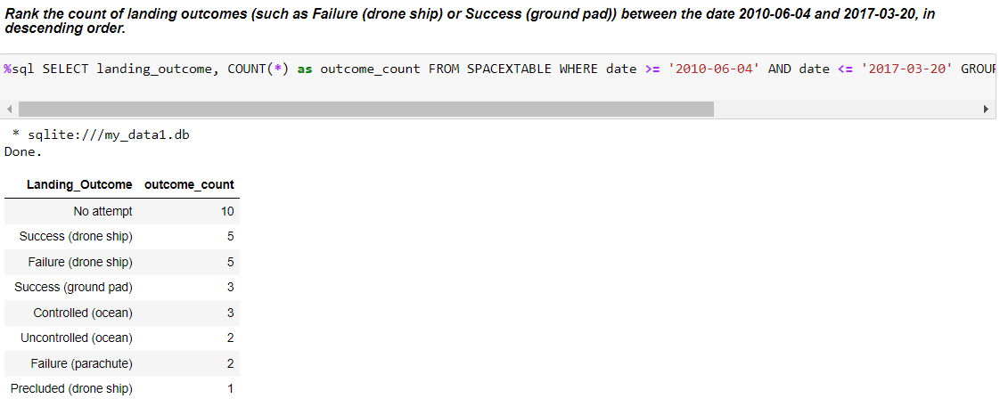 Rank the count of landing outcomes (such as Failure (drone ship) or Success (ground pad)) between the date 2010-06-04 and 2017-03-20, in
descending order.
%sql SELECT landing_outcome, COUNT(*) as outcome_count FROM SPACEXTABLE WHERE date >= '2010-06-04' AND date <= '2017-03-20'
* sqlite:///my_data1.db
Done.
Landing_Outcome outcome_count
No attempt 10
Success (drone ship) 5
Failure (drone ship) 5
Success (ground pad) 3
Controlled (ocean) 3
Uncontrolled (ocean) 2
Failure (parachute) 2
Precluded (drone ship) 1